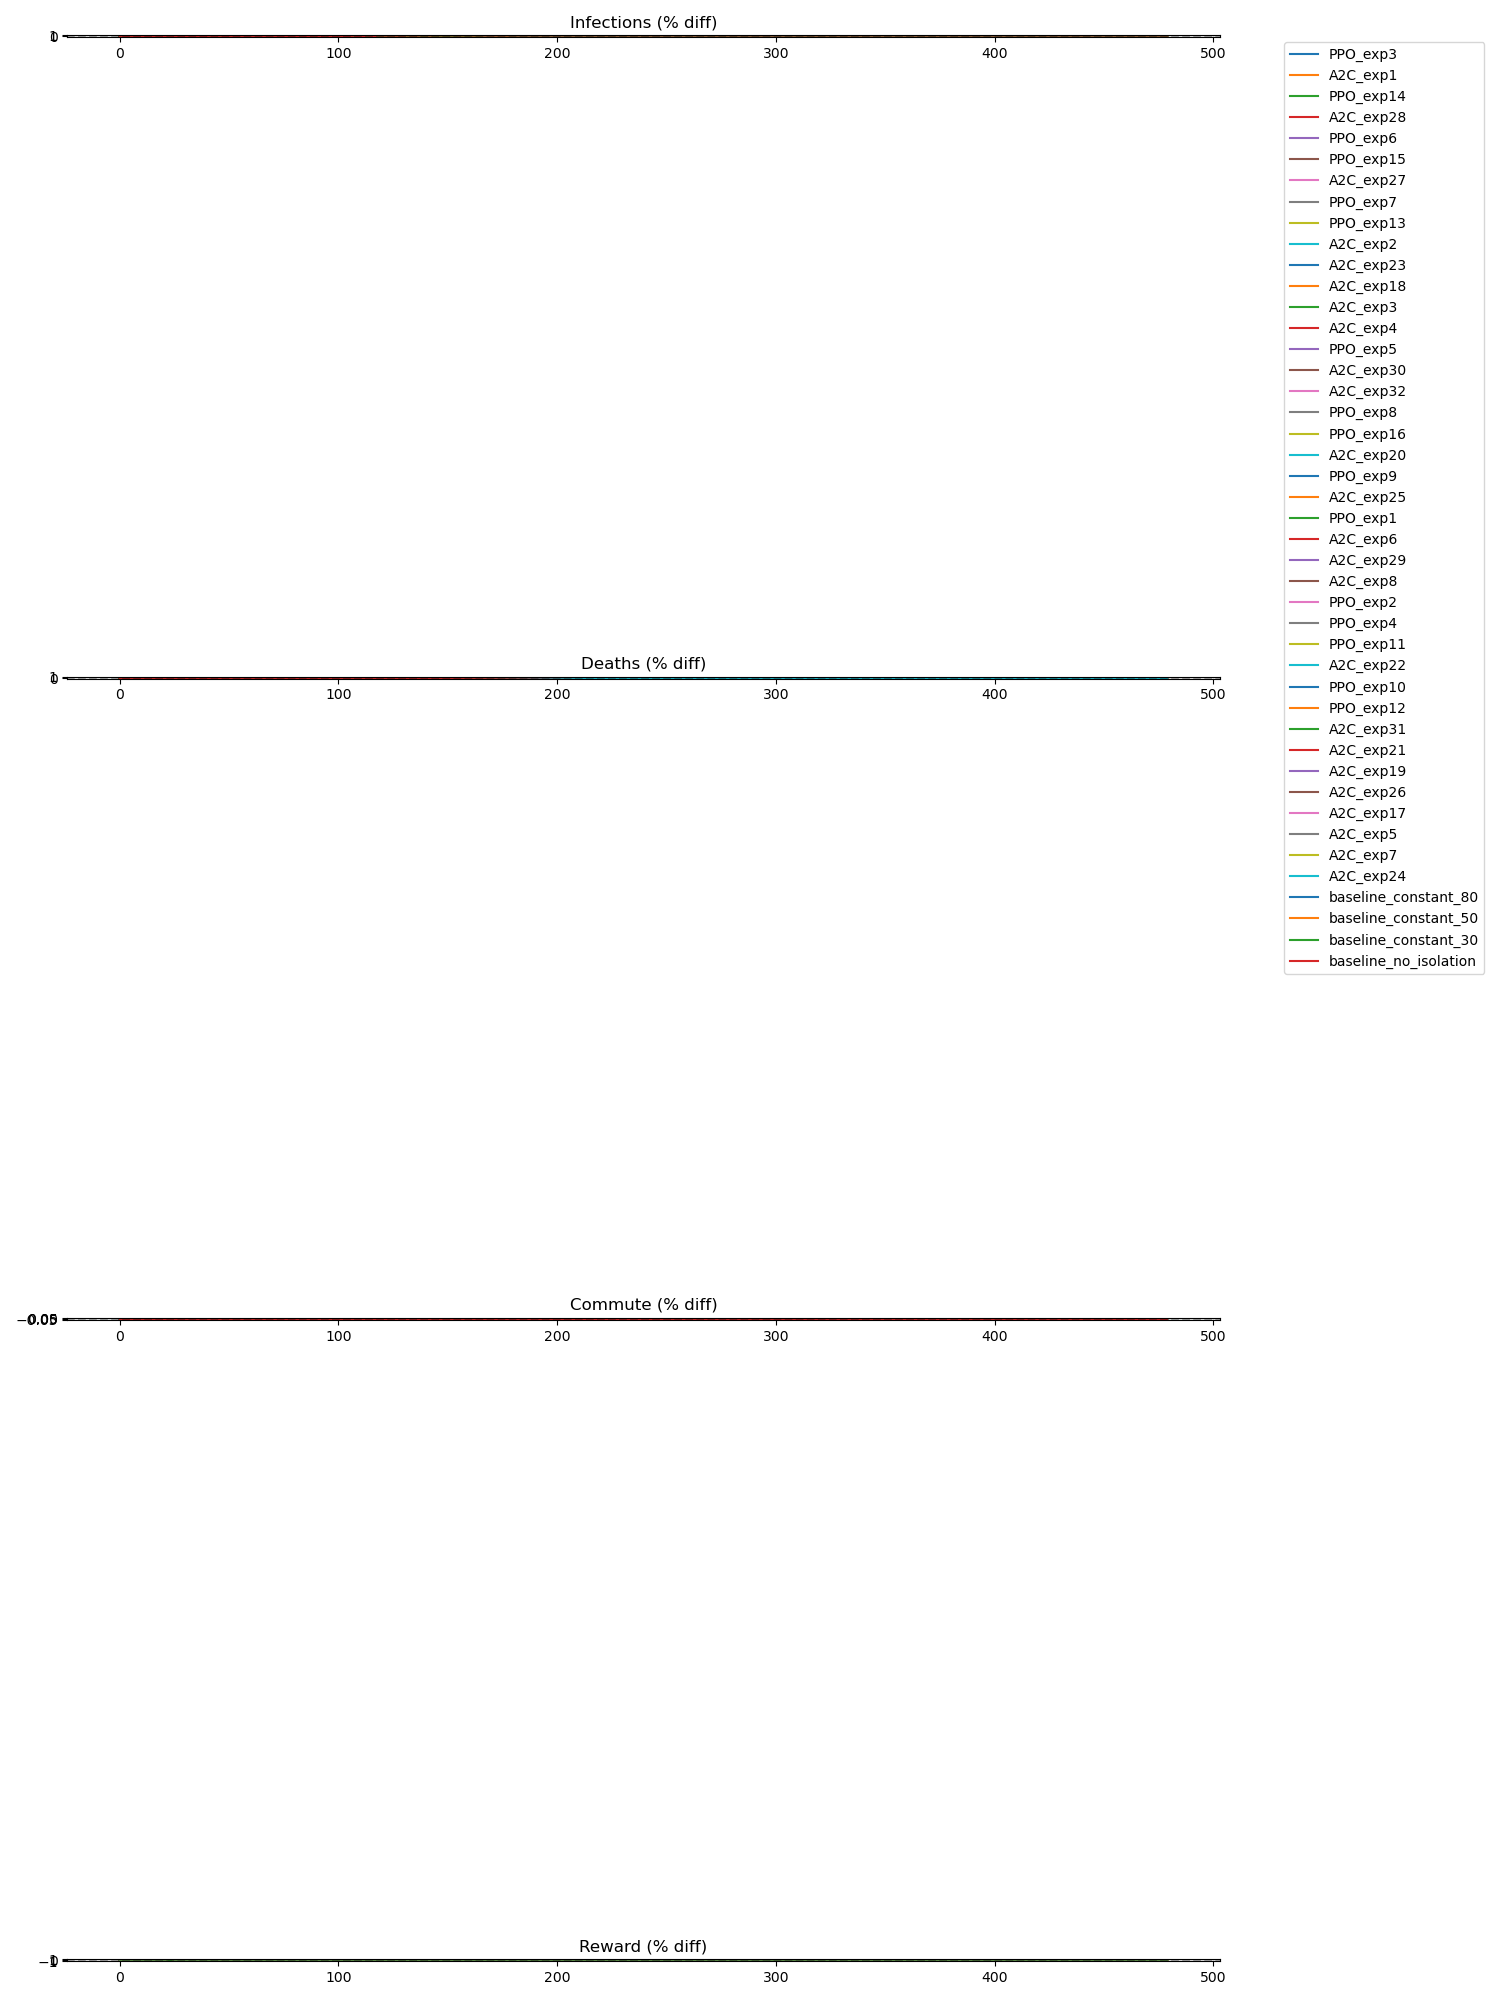 Infections (% diff)
0 100 200 300 400 500
Deaths (% diff)
0 100 200 300 400 500
Commute (% diff)
0 100 200 300 400 500
Reward (% diff)
0 100 200 300 400 500
PPO_exp3
A2C_exp1
PPO_exp14
A2C_exp28
PPO_exp6
PPO_exp15
A2C_exp27
PPO_exp7
PPO_exp13
A2C_exp2
A2C_exp23
A2C_exp18
A2C_exp3
A2C_exp4
PPO_exp5
A2C_exp30
A2C_exp32
PPO_exp8
PPO_exp16
A2C_exp20
PPO_exp9
A2C_exp25
PPO_exp1
A2C_exp6
A2C_exp29
A2C_exp8
PPO_exp2
PPO_exp4
PPO_exp11
A2C_exp22
PPO_exp10
PPO_exp12
A2C_exp31
A2C_exp21
A2C_exp19
A2C_exp26
A2C_exp17
A2C_exp5
A2C_exp7
A2C_exp24
baseline_constant_80
baseline_constant_50
baseline_constant_30
baseline_no_isolation